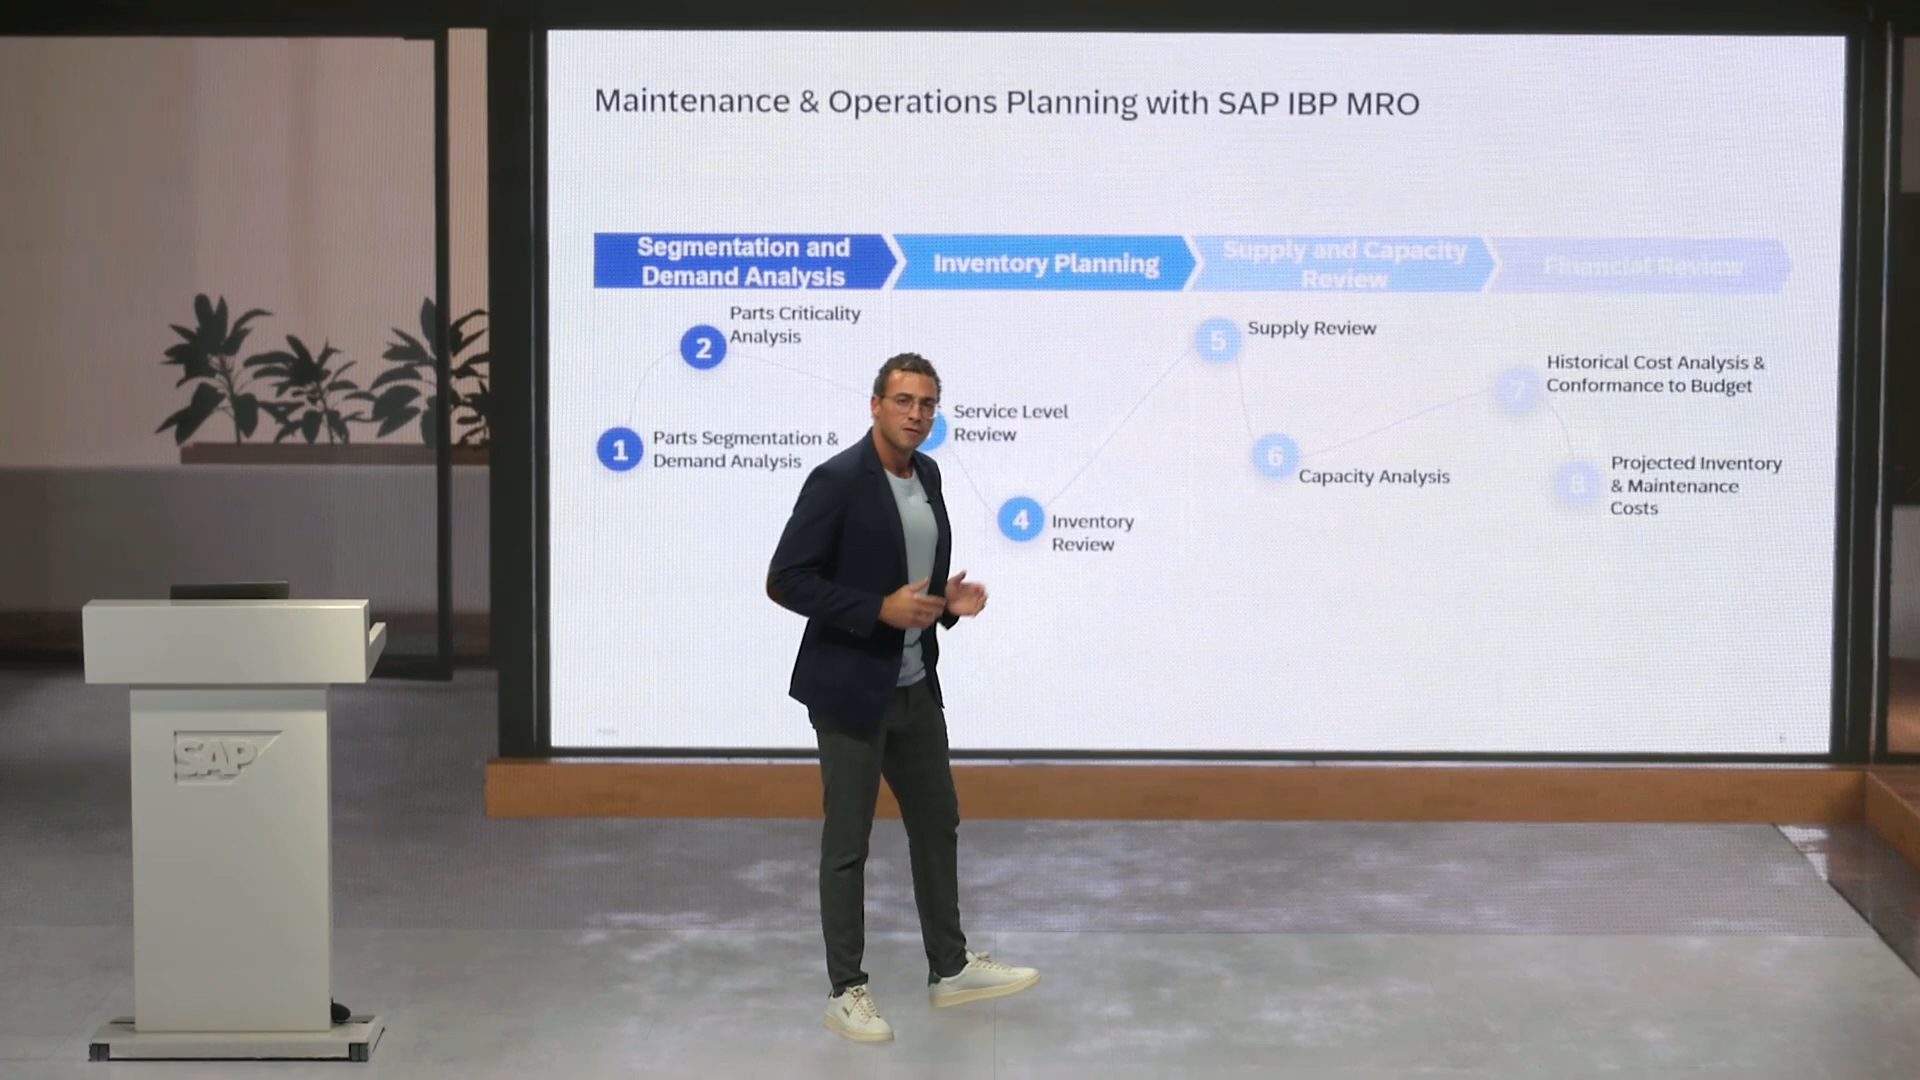 Maintenance & Operations Planning with SAP IBP MRO
Segmentation and
Demand Analysis
Inventory Planning
Supply and Capacity
Review
Financial Review
2
Parts Criticality
Analysis
1
Parts Segmentation &
Demand Analysis
Service Level
Review
4
Inventory
Review
5
Supply Review
6
Capacity Analysis
7
Historical Cost Analysis &
Conformance to Budget
8
Projected Inventory
& Maintenance
Costs
SAP